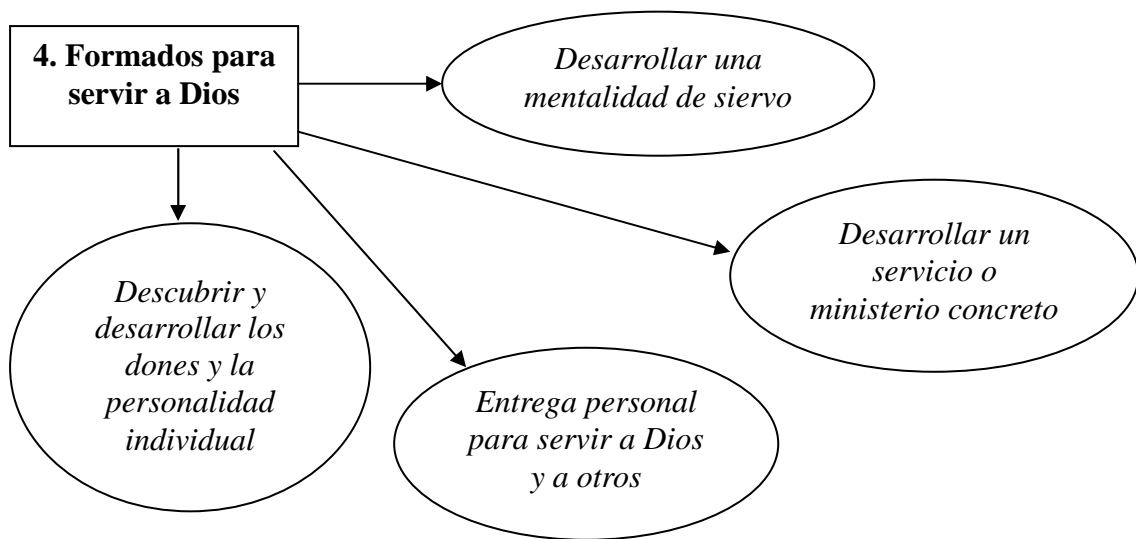 4. Formados para
servir a Dios
Desarrollar una
mentalidad de siervo
Desarrollar un
servicio o
ministerio concreto
Descubrir y
desarrollar los
dones y la
personalidad
individual
Entrega personal
para servir a Dios
y a otros